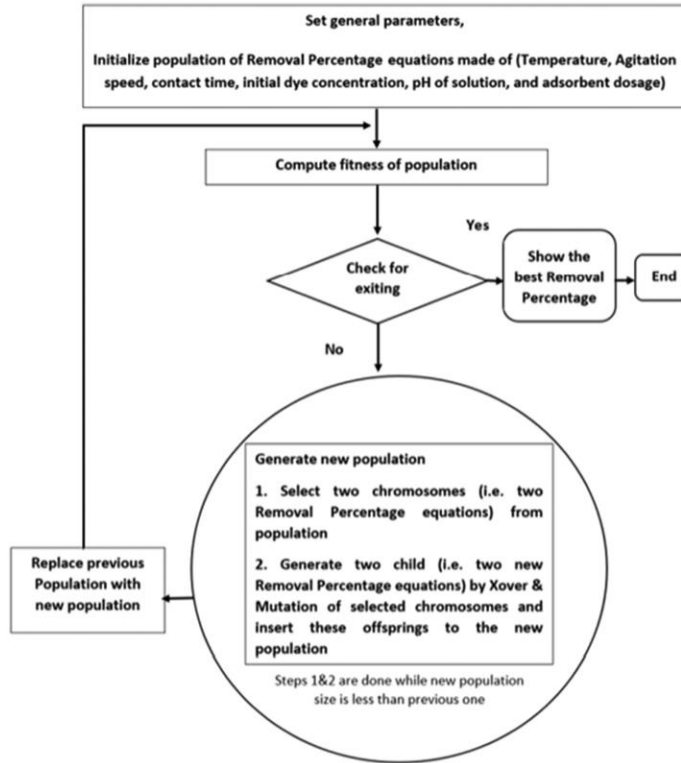 Set general parameters,
Initialize population of Removal Percentage equations made of (Temperature, Agitation
speed, contact time, initial dye concentration, pH of solution, and adsorbent dosage)
Compute fitness of population
Yes
Check for
exiting
Show the
best Removal
Percentage
End
No
Generate new population
1. Select two chromosomes (i.e. two
Removal Percentage equations) from
population
2. Generate two child (i.e. two new
Removal Percentage equations) by Xover &
Mutation of selected chromosomes and
insert these offsprings to the new
population
Steps 1&2 are done while new population
size is less than previous one
Replace previous
Population with
new population